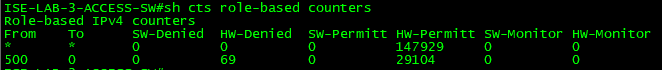 ISE-LAB-3-ACCESS-SW#sh cts role-based counters
Role-based IPv4 counters
From To SW-Denied HW-Denied SW-Permitt HW-Permitt SW-Monitor HW-Monitor
* * 0 0 0 147929 0 0
500 0 0 69 0 29104 0 0